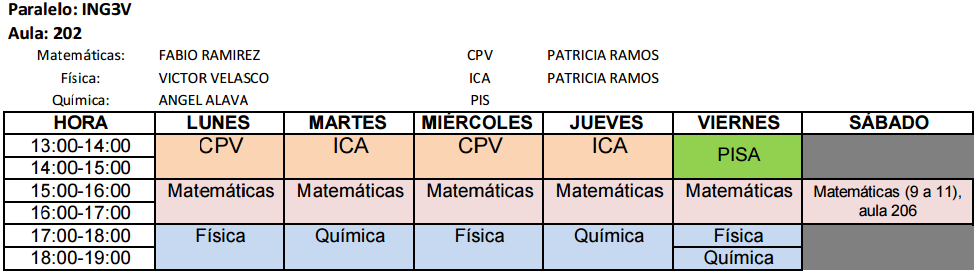 Paralelo: ING3V
Aula: 202
Matemáticas: FABIO RAMIREZ CPV PATRICIA RAMOS
Física: VICTOR VELASCO ICA PATRICIA RAMOS
Química: ANGEL ALAVA PIS
HORA LUNES MARTES MIÉRCOLES JUEVES VIERNES SÁBADO
13:00-14:00 CPV ICA CPV ICA PISA
14:00-15:00
15:00-16:00 Matemáticas Matemáticas Matemáticas Matemáticas Matemáticas Matemáticas (9 a 11),
16:00-17:00 aula 206
17:00-18:00 Física Química Física Química Física
18:00-19:00 Química